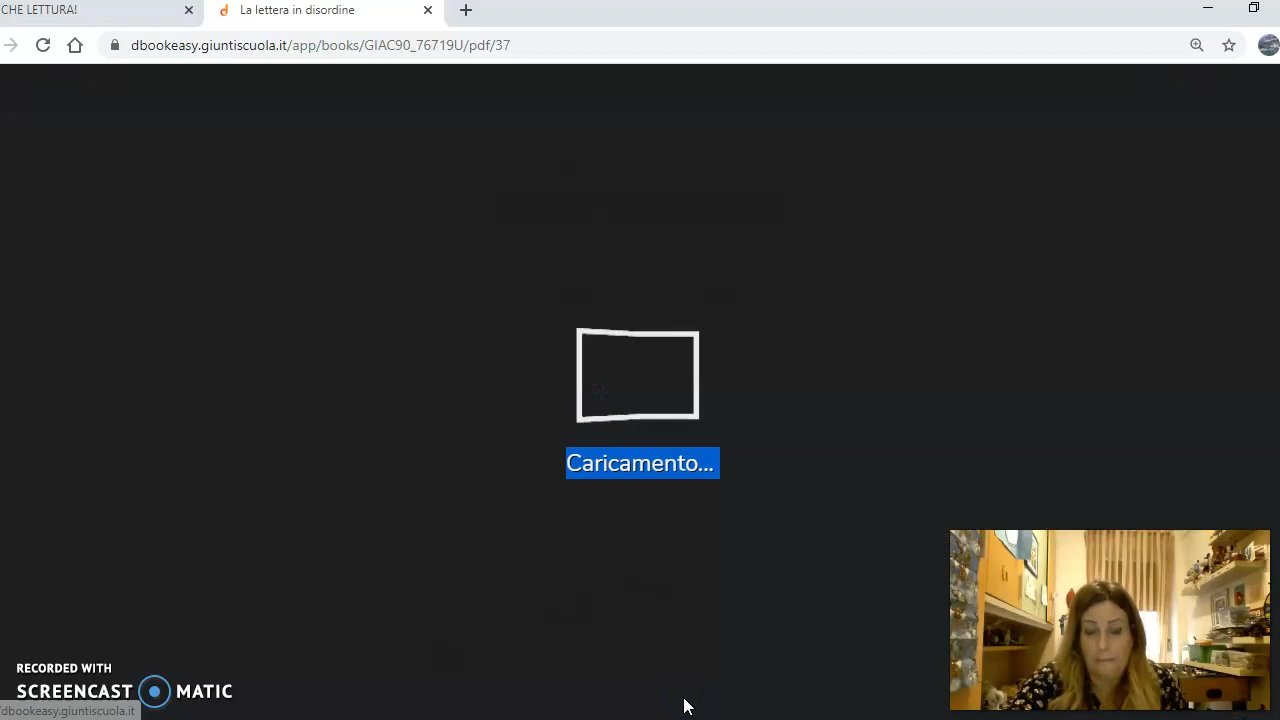 CHE LETTURA!
La lettera in disordine
dbookeasy.giuntiscuola.it/app/books/GIAC90_76719U/pdf/37
Caricamento...
RECORDED WITH
SCREENCAST MATIC
/dbookeasy.giuntiscuola.it